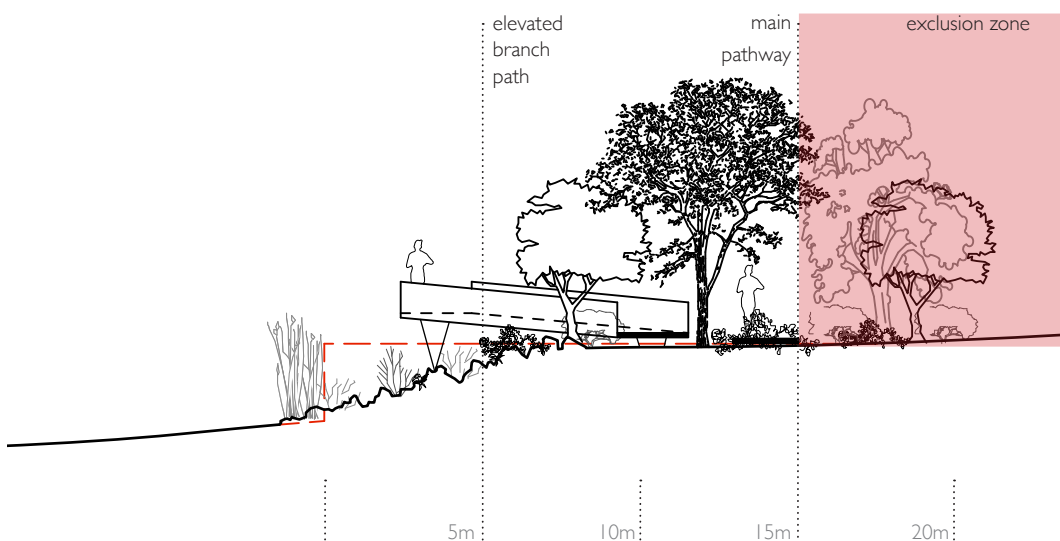 elevated
branch
path
main
pathway
exclusion zone
5m
10m
15m
20m